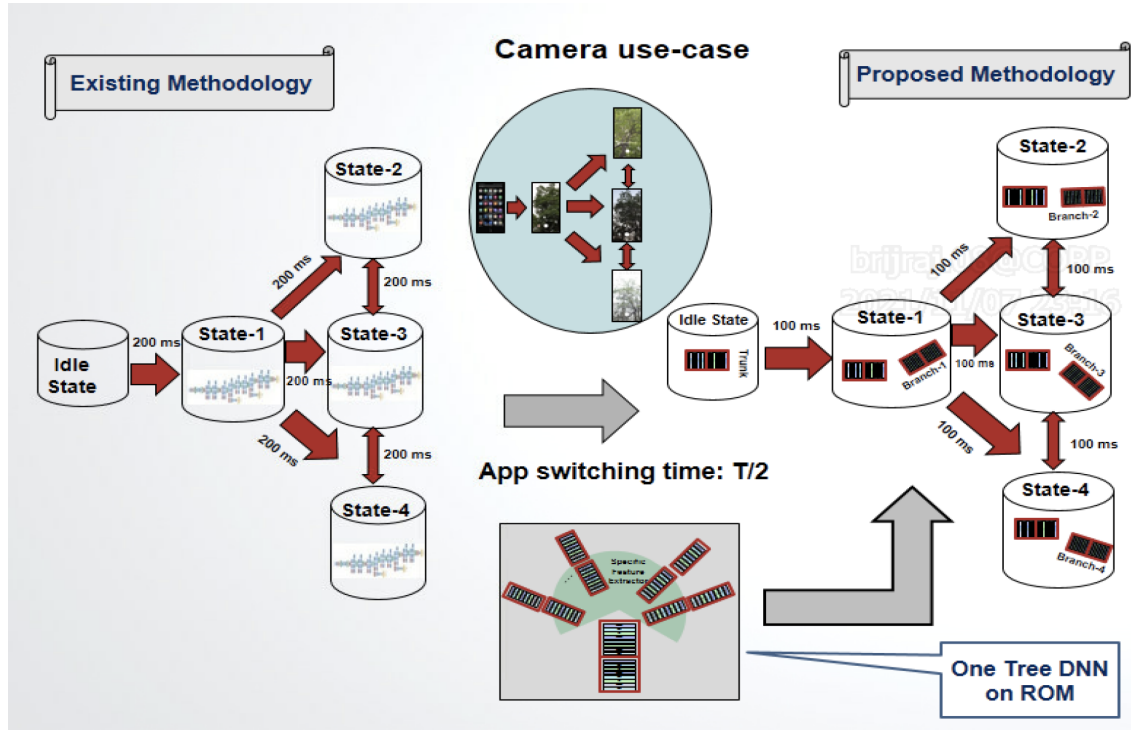 Camera use-case
Existing Methodology
Proposed Methodology
State-2
200 ms
200 ms
Idle
State
200 ms
State-1
200 ms
State-3
200 ms
200 ms
State-4
App switching time: T/2
Idle State
Trunk
100 ms
State-1
Branch-1
100 ms
State-2
Branch-2
100 ms
100 ms
State-3
Branch-3
100 ms
100 ms
State-4
Branch-4
...
Specific
Feature
Extractor
One Tree DNN
on ROM